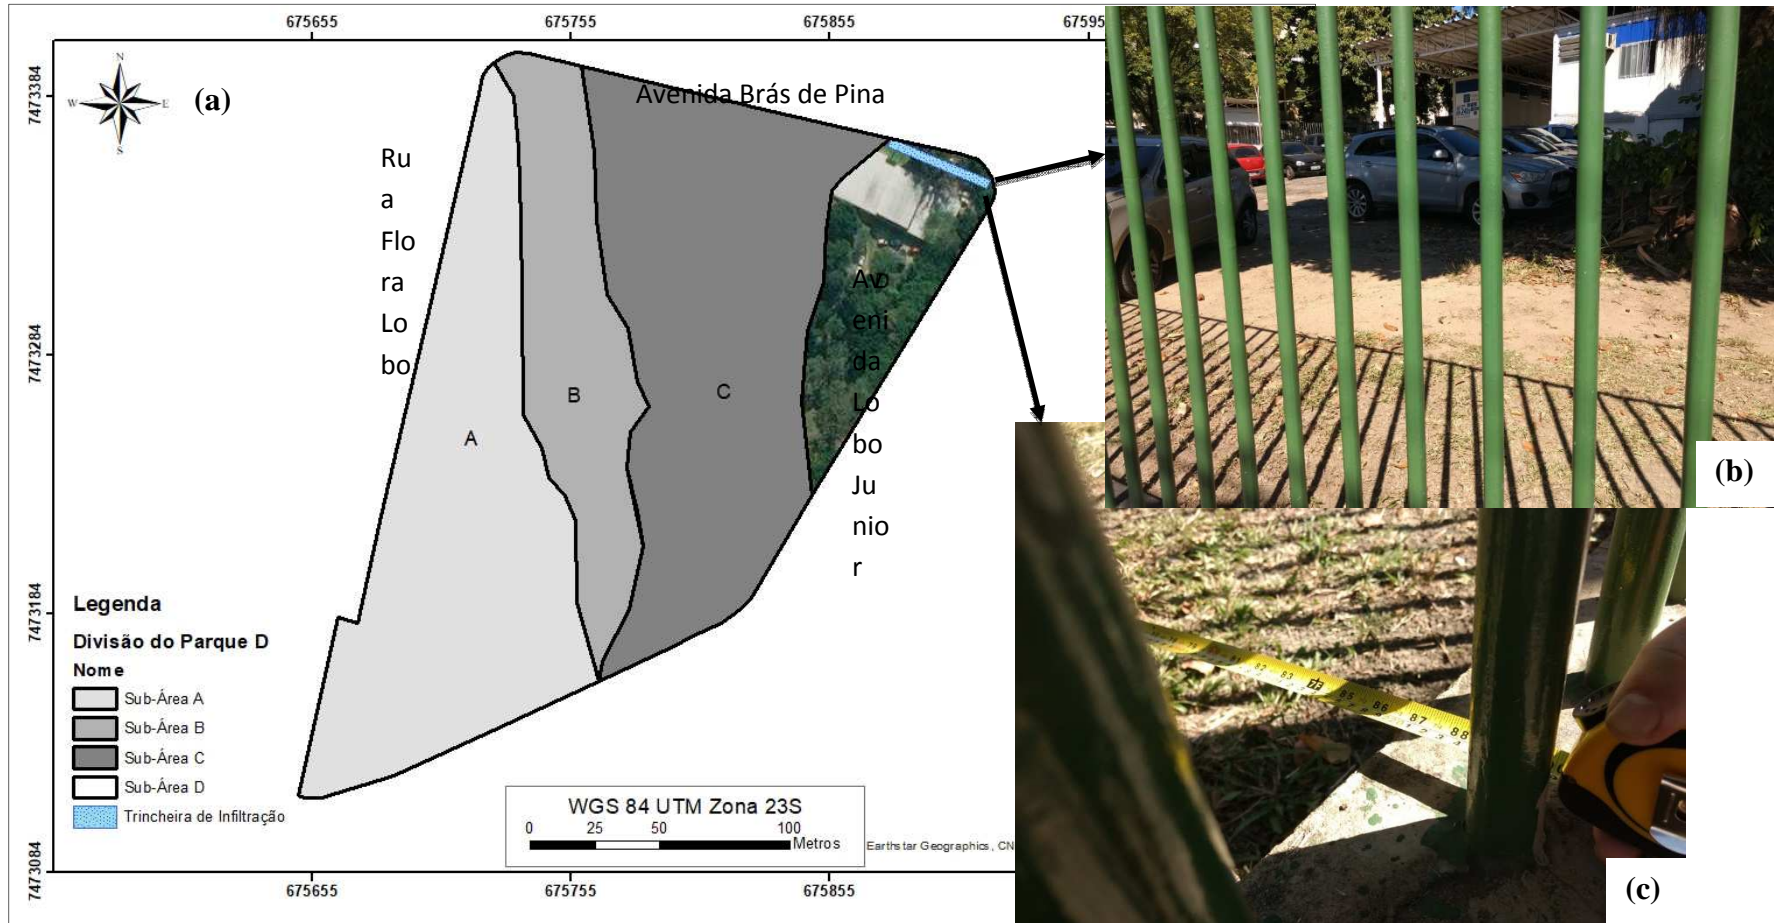 675655
675755
675855
67595
7473384
7473284
7473184
7473084
N
W
E
S
(a)
Avenida Brás de Pina
Ru
a
Flo
ra
Lo
bo
Av
eni
da
Lo
bo
Ju
nio
r
A
B
C
Legenda
Divisão do Parque D
Nome
Sub-Área A
Sub-Área B
Sub-Área C
Sub-Área D
Trincheira de Infiltração
WGS 84 UTM Zona 23S
0 25 50 100
Metros
Earthstar Geographics, CN
675655
675755
675855
(b)
82 83 85 86 87 88
(c)